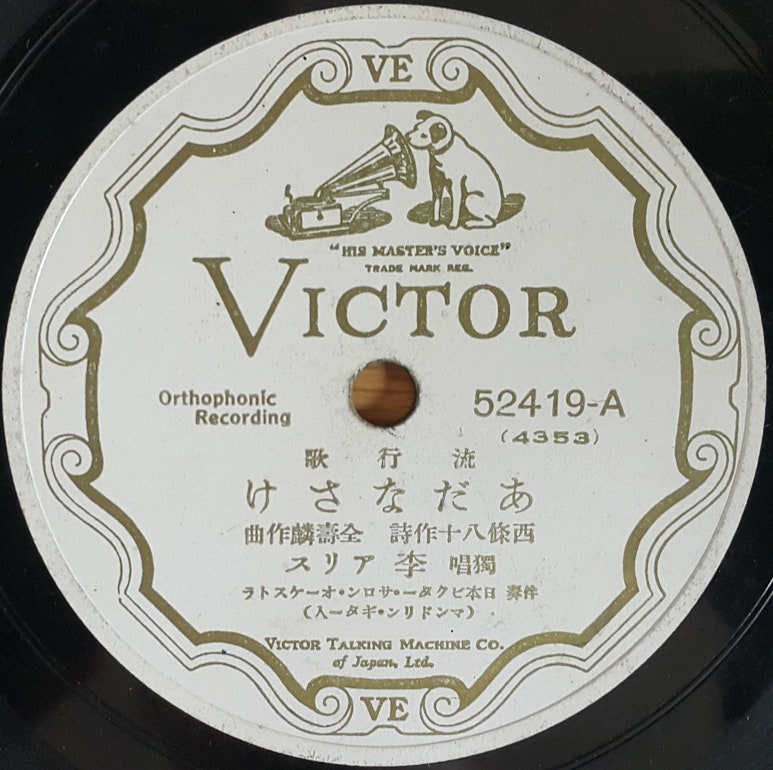 VE
"HIS MASTER'S VOICE"
TRADE MARK REG.
VICTOR
Orthophonic
Recording
52419-A
(4353)
流行歌
あだなさけ
西條八十作詩 全壽麟作曲
獨唱 李アリス
伴奏 日本ビクター・サロン・オーケストラ
(マンドリン・ギター入)
VICTOR TALKING MACHINE CO.
of Japan, Ltd.
VE